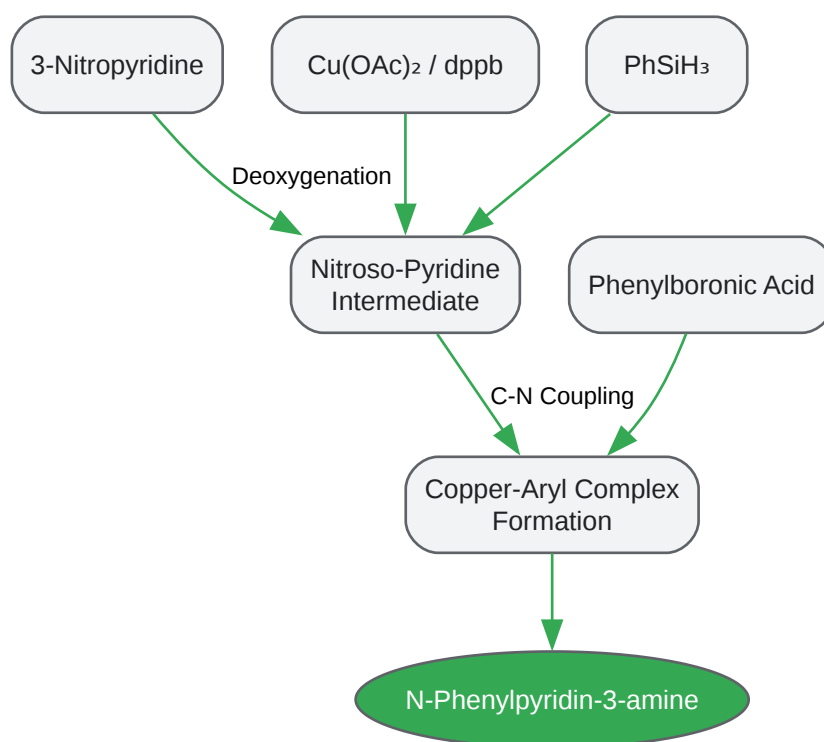 3-Nitropyridine
Cu(OAc)₂ / dppb
PhSiH₃
Deoxygenation
Nitroso-Pyridine
Intermediate
Phenylboronic Acid
C-N Coupling
Copper-Aryl Complex
Formation
N-Phenylpyridin-3-amine